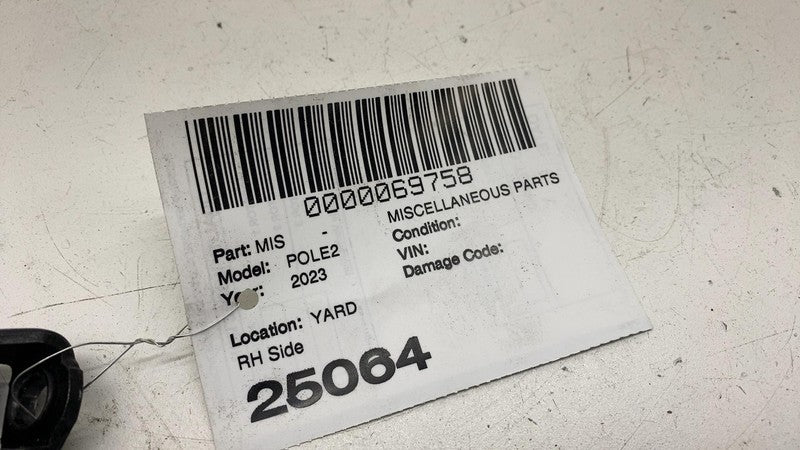 0000069758
Part: MIS - MISCELLANEOUS PARTS
Model: POLE2 Condition:
Year: 2023 VIN:
Damage Code:
Location: YARD
RH Side
25064